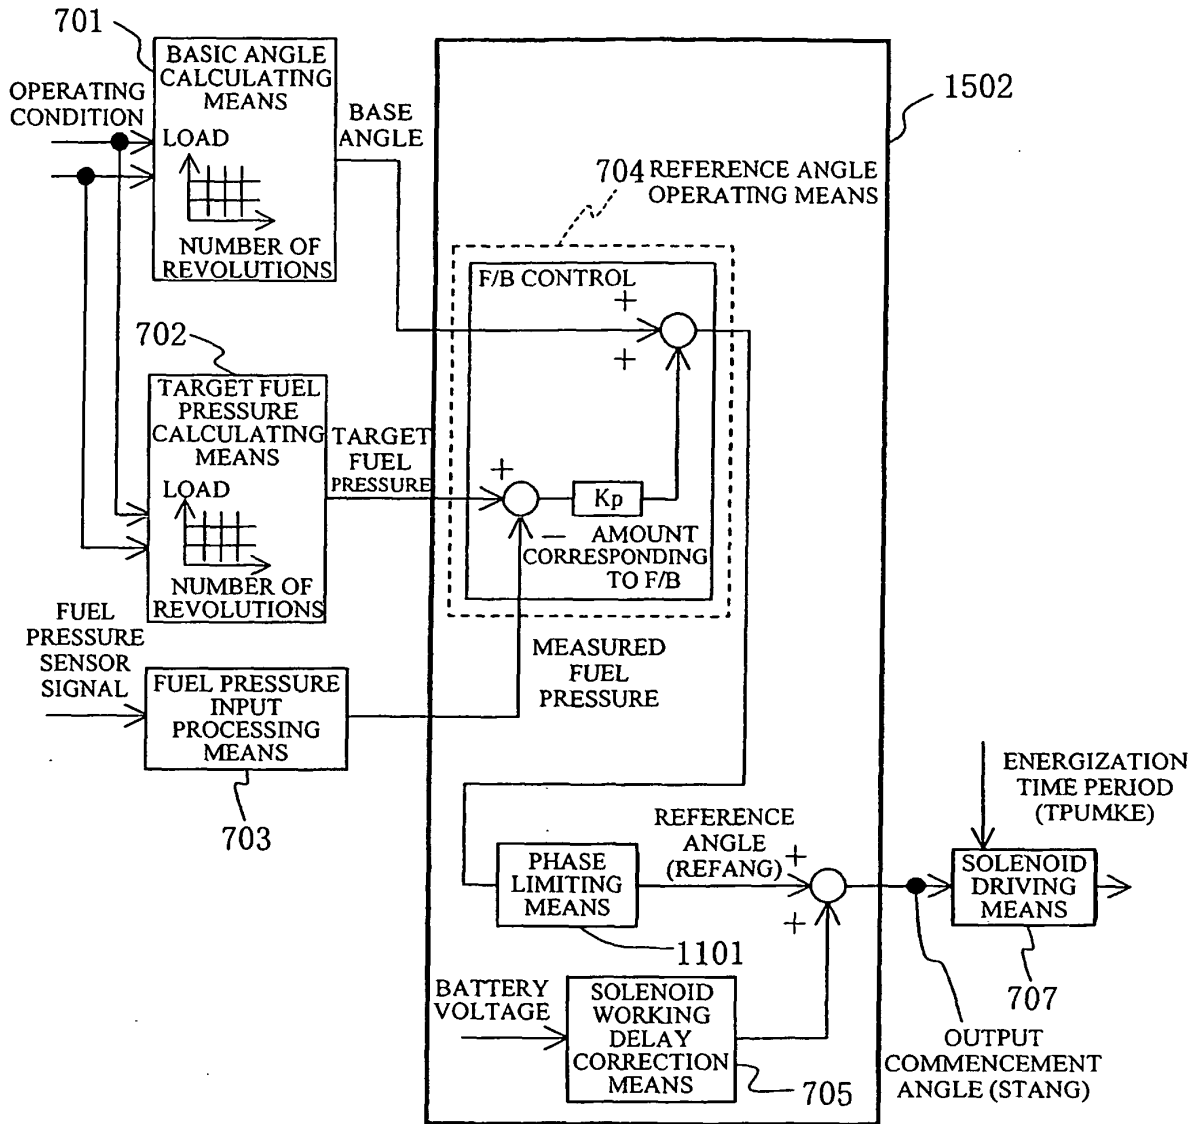 701
BASIC ANGLE
CALCULATING
MEANS
OPERATING
CONDITION
LOAD
NUMBER OF
REVOLUTIONS
BASE
ANGLE
1502
704 REFERENCE ANGLE
OPERATING MEANS
F/B CONTROL
+
+
702
TARGET FUEL
PRESSURE
CALCULATING
MEANS
LOAD
NUMBER OF
REVOLUTIONS
TARGET
FUEL
PRESSURE
+
Kp
— AMOUNT
CORRESPONDING
TO F/B
FUEL
PRESSURE
SENSOR
SIGNAL
FUEL PRESSURE
INPUT
PROCESSING
MEANS
703
MEASURED
FUEL
PRESSURE
ENERGIZATION
TIME PERIOD
(TPUMKE)
REFERENCE
ANGLE
(REFANG)
+
+
PHASE
LIMITING
MEANS
1101
SOLENOID
DRIVING
MEANS
707
BATTERY
VOLTAGE
SOLENOID
WORKING
DELAY
CORRECTION
MEANS
705
OUTPUT
COMMENCEMENT
ANGLE (STANG)